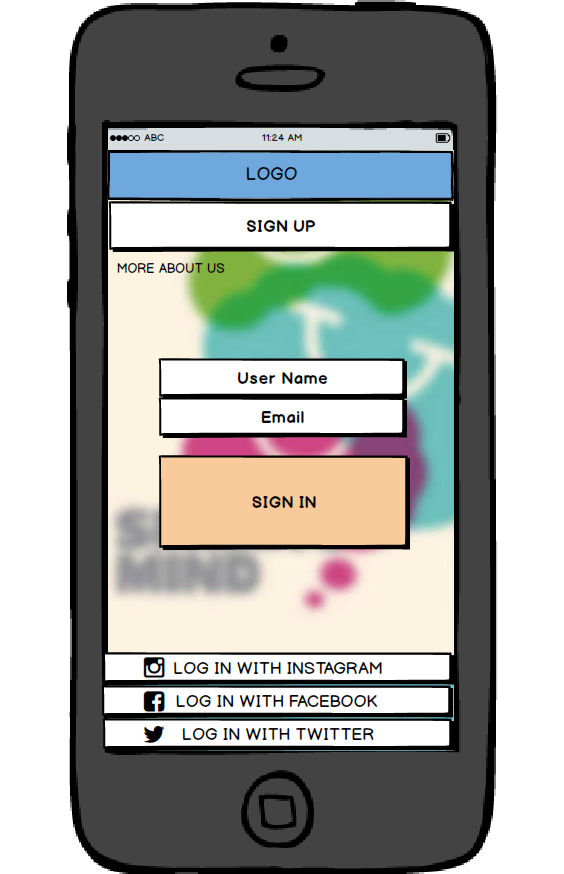 ABC 11:24 AM
LOGO
SIGN UP
MORE ABOUT US
User Name
Email
SIGN IN
MIND
LOG IN WITH INSTAGRAM
LOG IN WITH FACEBOOK
LOG IN WITH TWITTER